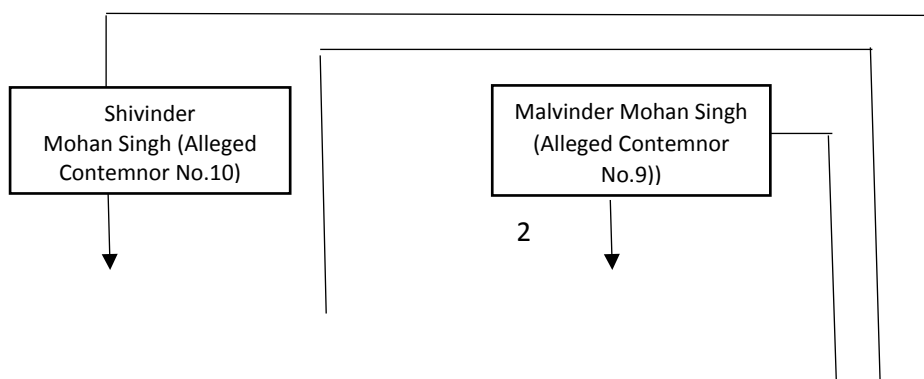 Shivinder
Mohan Singh (Alleged
Contemnor No.10)
Malvinder Mohan Singh
(Alleged Contemnor
No.9))
2